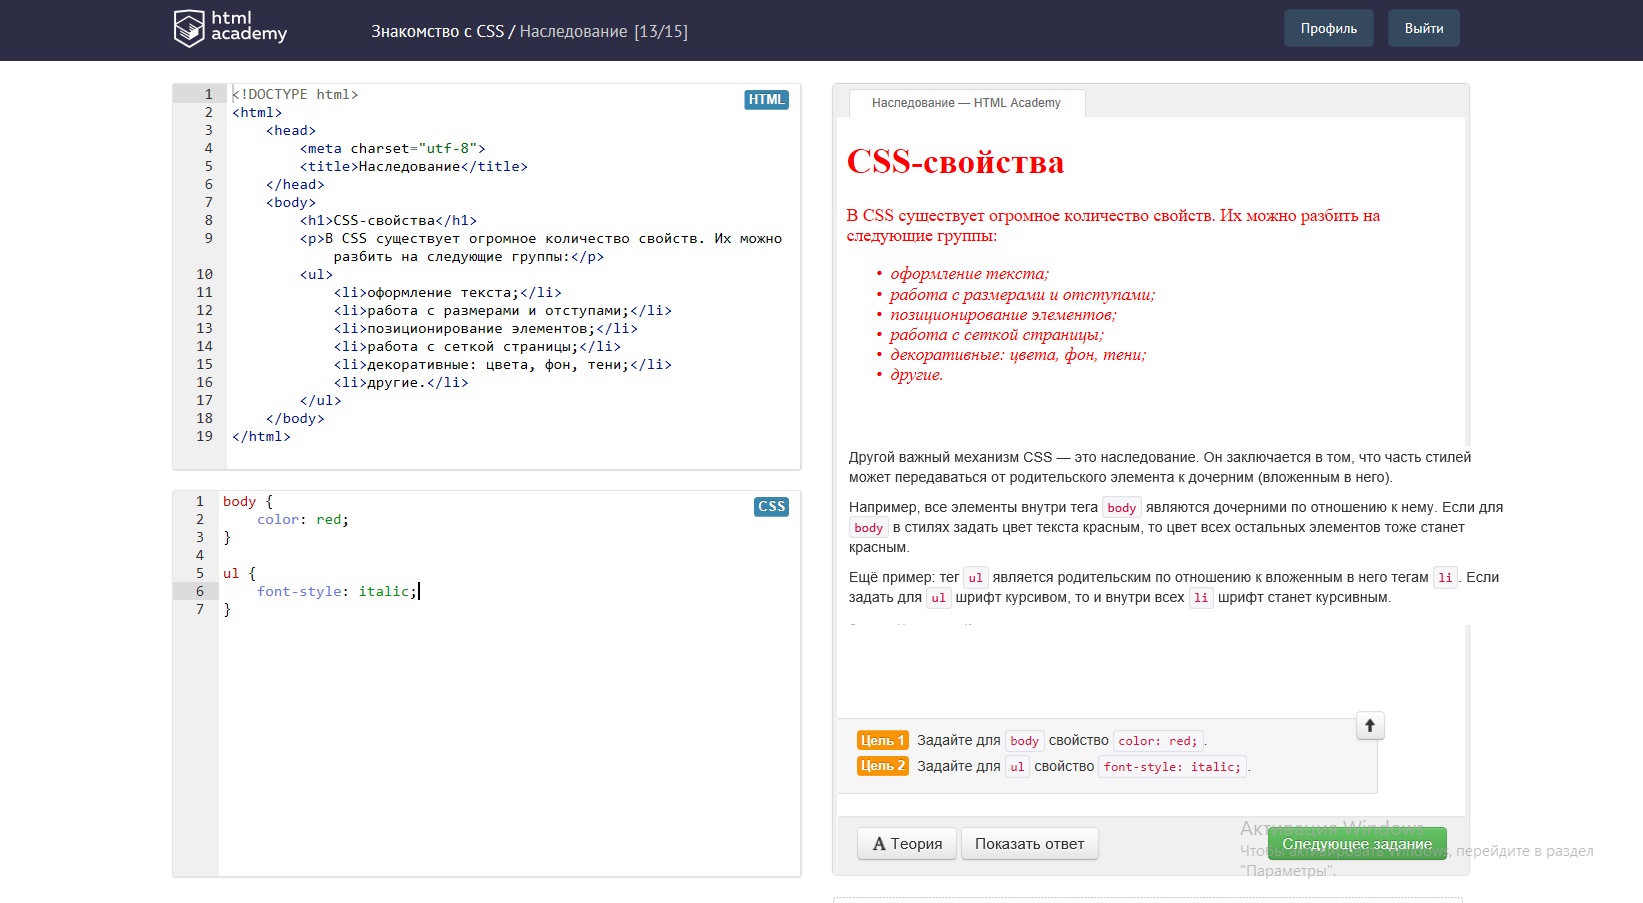 html
academy
Знакомство с CSS / Наследование [13/15]
Профиль
Выйти
1 <!DOCTYPE html>
HTML
2 <html>
3 <head>
4 <meta charset="utf-8">
5 <title>Наследование</title>
6 </head>
7 <body>
8 <h1>CSS-свойства</h1>
9 <p>В CSS существует огромное количество свойств. Их можно
разбить на следующие группы:</p>
10 <ul>
11 <li>оформление текста;</li>
12 <li>работа с размерами и отступами;</li>
13 <li>позиционирование элементов;</li>
14 <li>работа с сеткой страницы;</li>
15 <li>декоративные: цвета, фон, тени;</li>
16 <li>другие.</li>
17 </ul>
18 </body>
19 </html>
1 body {
CSS
2 color: red;
3 }
4
5 ul {
6 font-style: italic;
7 }
Наследование — HTML Academy
CSS-свойства
В CSS существует огромное количество свойств. Их можно разбить на
следующие группы:
• оформление текста;
• работа с размерами и отступами;
• позиционирование элементов;
• работа с сеткой страницы;
• декоративные: цвета, фон, тени;
• другие.
Другой важный механизм CSS — это наследование. Он заключается в том, что часть стилей
может передаваться от родительского элемента к дочерним (вложенным в него).
Например, все элементы внутри тега body являются дочерними по отношению к нему. Если для
body в стилях задать цвет текста красным, то цвет всех остальных элементов тоже станет
красным.
Ещё пример: тег ul является родительским по отношению к вложенным в него тегам li. Если
задать для ul шрифт курсивом, то и внутри всех li шрифт станет курсивным.
Цель 1 Задайте для body свойство color: red;.
Цель 2 Задайте для ul свойство font-style: italic;.
А Теория
Показать ответ
Следующее задание
Активация Windows
Чтобы активировать Windows, перейдите в раздел
"Параметры".